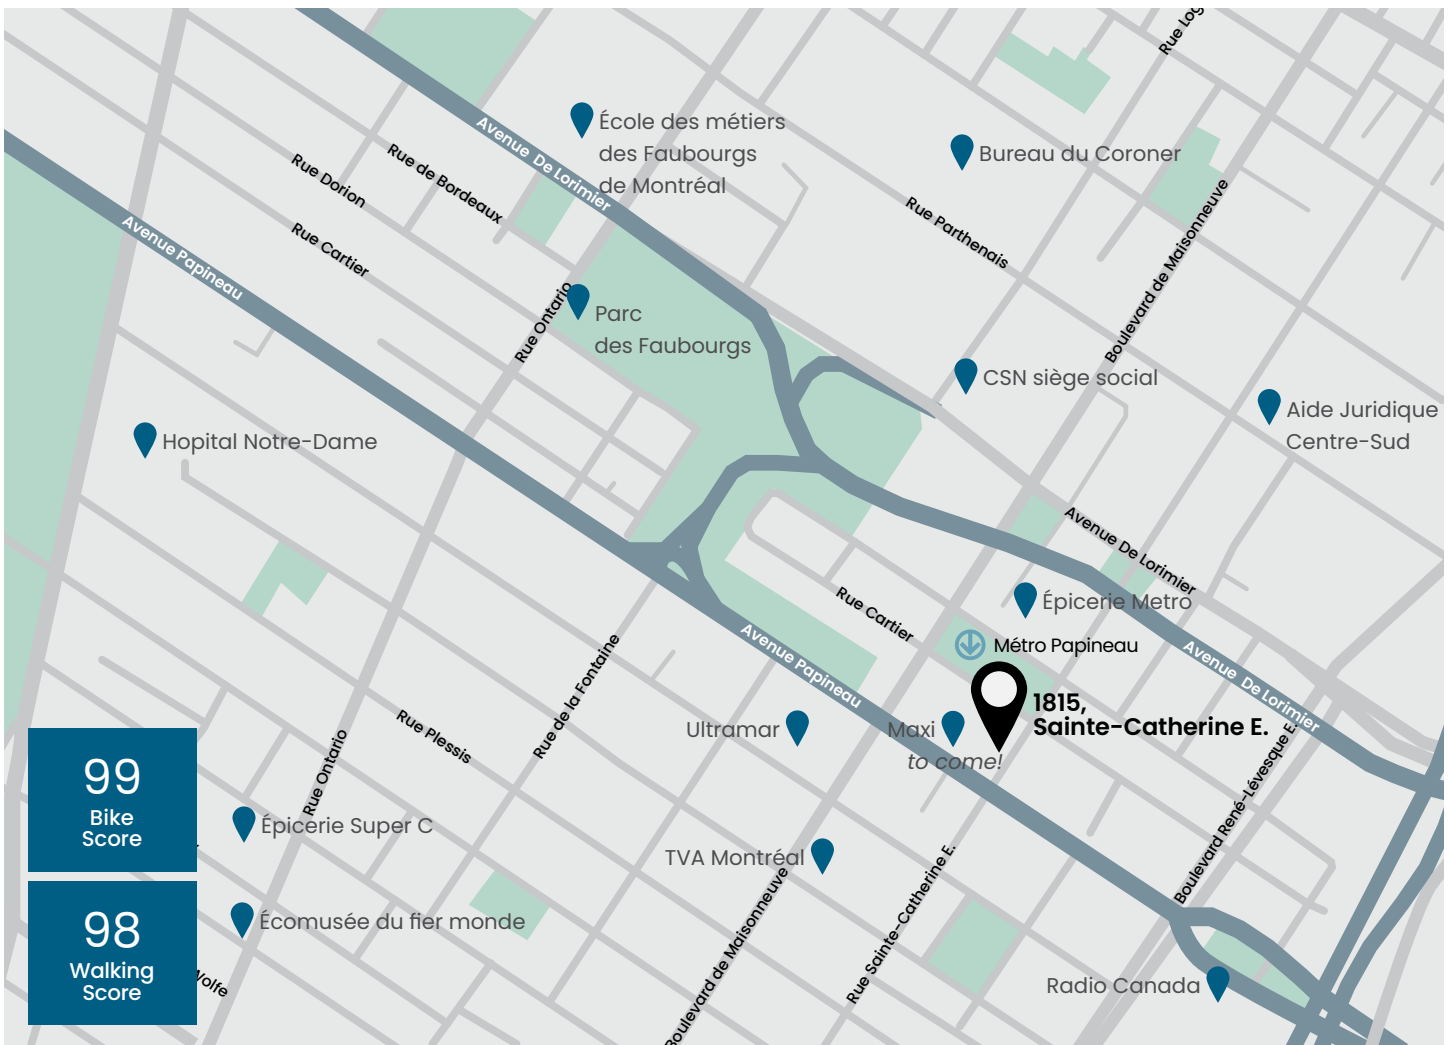 Rue Log
École des métiers
des Faubourgs
de Montréal
Avenue De Lorimier
Bureau du Coroner
Rue de Bordeaux
Rue Dorion
Rue Parthenais
Boulevard de Maisonneuve
Avenue Papineau
Rue Cartier
Rue Ontario
Parc
des Faubourgs
CSN siège social
Aide Juridique
Centre-Sud
Hopital Notre-Dame
Avenue De Lorimier
Rue Cartier
Épicerie Metro
Métro Papineau
Avenue Papineau
Rue de la Fontaine
Avenue De Lorimier
1815,
Sainte-Catherine E.
Ultramar
Maxi
to come!
Rue Plessis
Rue Ontario
Boulevard René-Lévesque E.
99
Bike
Score
Épicerie Super C
TVA Montréal
Boulevard de Maisonneuve
Rue Sainte-Catherine E.
98
Walking
Score
Écomusée du fier monde
Wolfe
Radio Canada